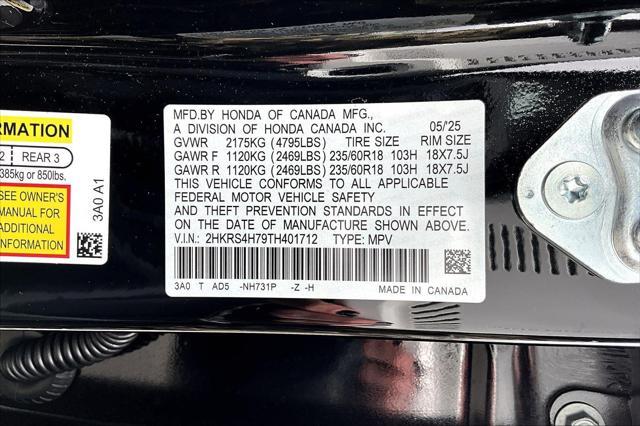 RMATION
2 REAR 3
385kg or 850lbs.
SEE OWNER'S
MANUAL FOR
ADDITIONAL
3A0 A1
MFD.BY HONDA OF CANADA MFG.,
A DIVISION OF HONDA CANADA INC. 05/'25
GVWR 2175KG (4795LBS) TIRE SIZE RIM SIZE
GAWR F 1120KG (2469LBS) 235/60R18 103H 18X7.5J
GAWR R 1120KG (2469LBS) 235/60R18 103H 18X7.5J
THIS VEHICLE CONFORMS TO ALL APPLICABLE
FEDERAL MOTOR VEHICLE SAFETY
AND THEFT PREVENTION STANDARDS IN EFFECT
ON THE DATE OF MANUFACTURE SHOWN ABOVE.
V.I.N.: 2HKRS4H79TH401712 TYPE: MPV
3A0 T AD5 -NH731P -Z -H MADE IN CANADA